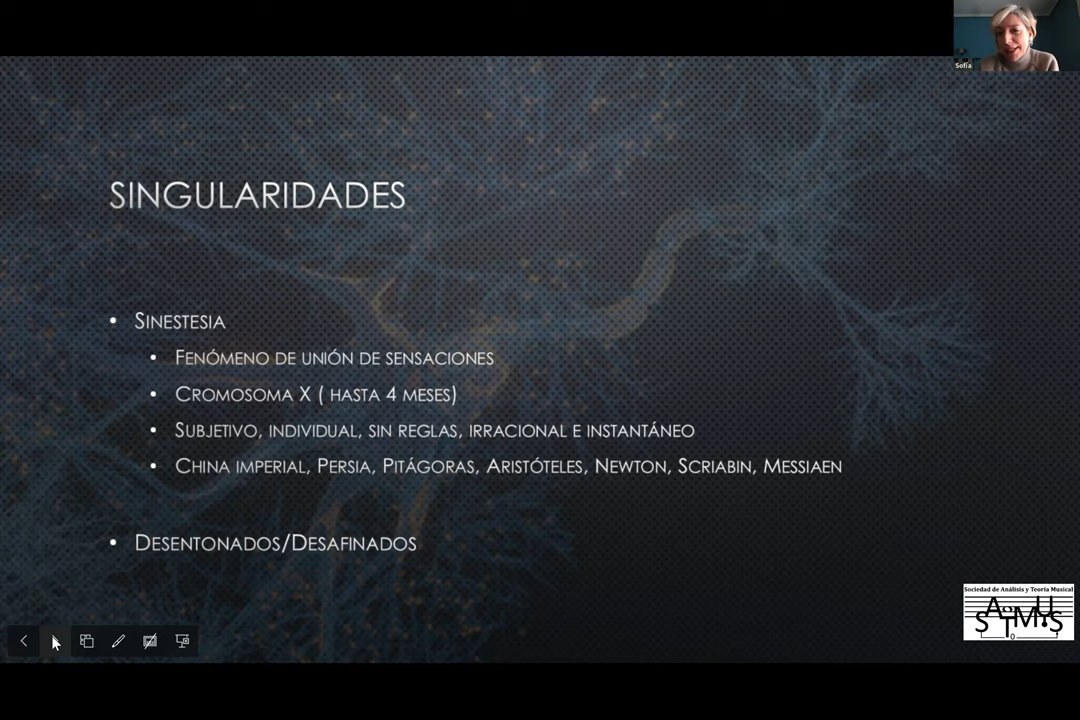 Sofía
SINGULARIDADES
• SINESTESIA
• FENÓMENO DE UNIÓN DE SENSACIONES
• CROMOSOMA X ( HASTA 4 MESES)
• SUBJETIVO, INDIVIDUAL, SIN REGLAS, IRRACIONAL E INSTANTÁNEO
• CHINA IMPERIAL, PERSIA, PITÁGORAS, ARISTÓTELES, NEWTON, SCRIABIN, MESSIAEN
• DESENTONADOS/DESAFINADOS
Sociedad de Análisis y Teoría Musical
SATMUS